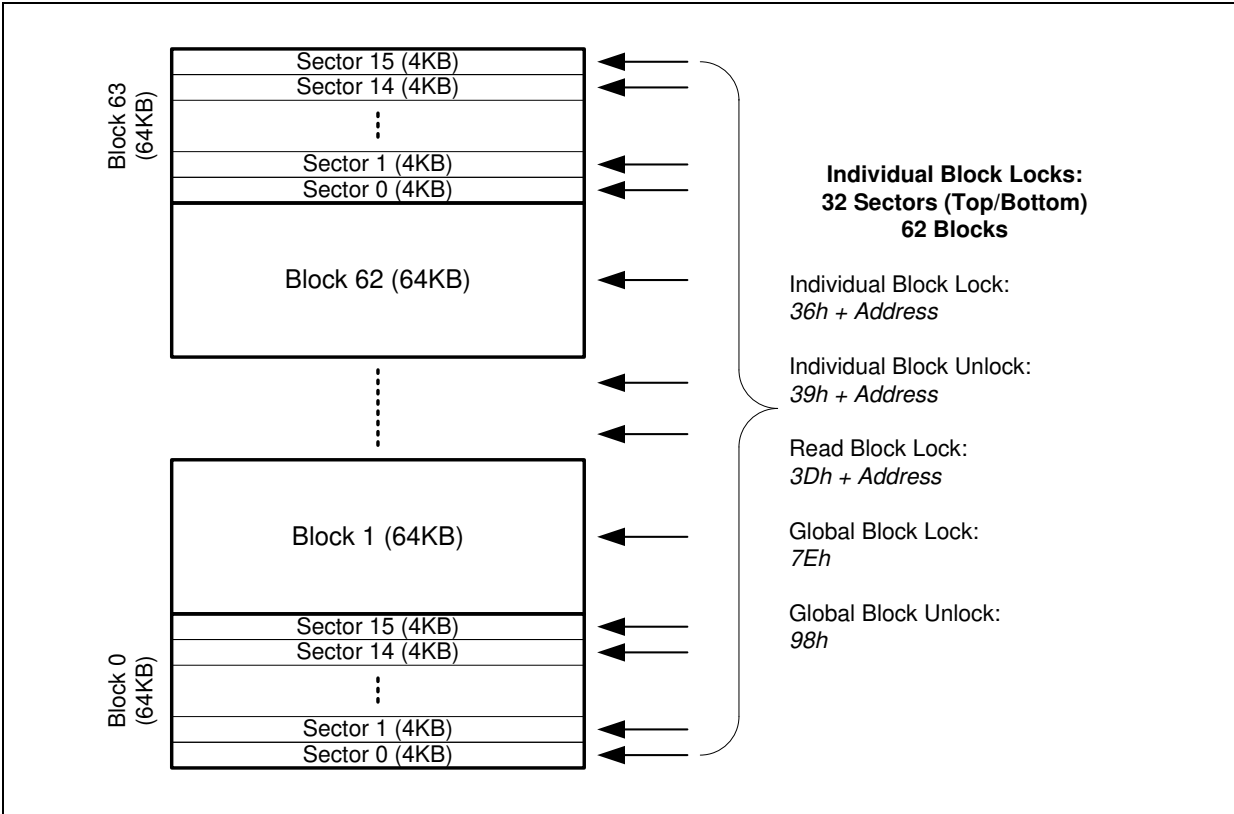 Block 63
(64KB)
Sector 15 (4KB)
Sector 14 (4KB)
Sector 1 (4KB)
Sector 0 (4KB)
Block 62 (64KB)
Block 1 (64KB)
Block 0
(64KB)
Sector 15 (4KB)
Sector 14 (4KB)
Sector 1 (4KB)
Sector 0 (4KB)
Individual Block Locks:
32 Sectors (Top/Bottom)
62 Blocks
Individual Block Lock:
36h + Address
Individual Block Unlock:
39h + Address
Read Block Lock:
3Dh + Address
Global Block Lock:
7Eh
Global Block Unlock:
98h